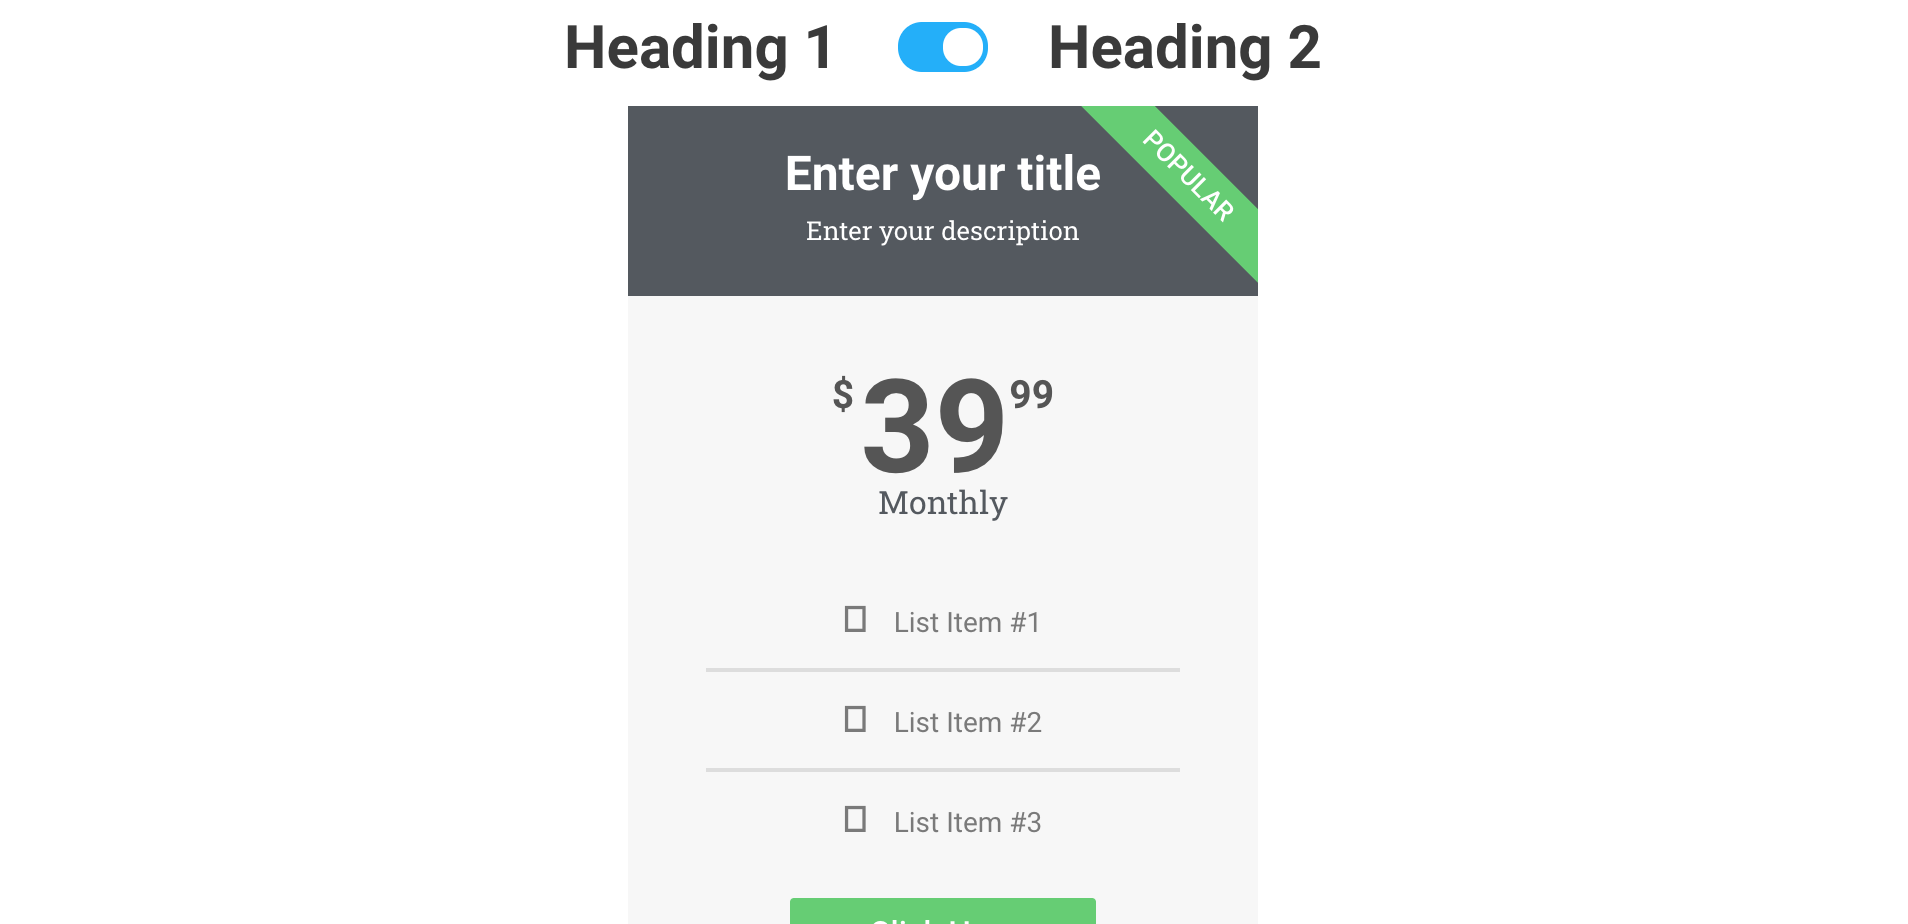 Heading 1 Heading 2
POPULAR
Enter your title
Enter your description
$39 99
Monthly
List Item #1
List Item #2
List Item #3